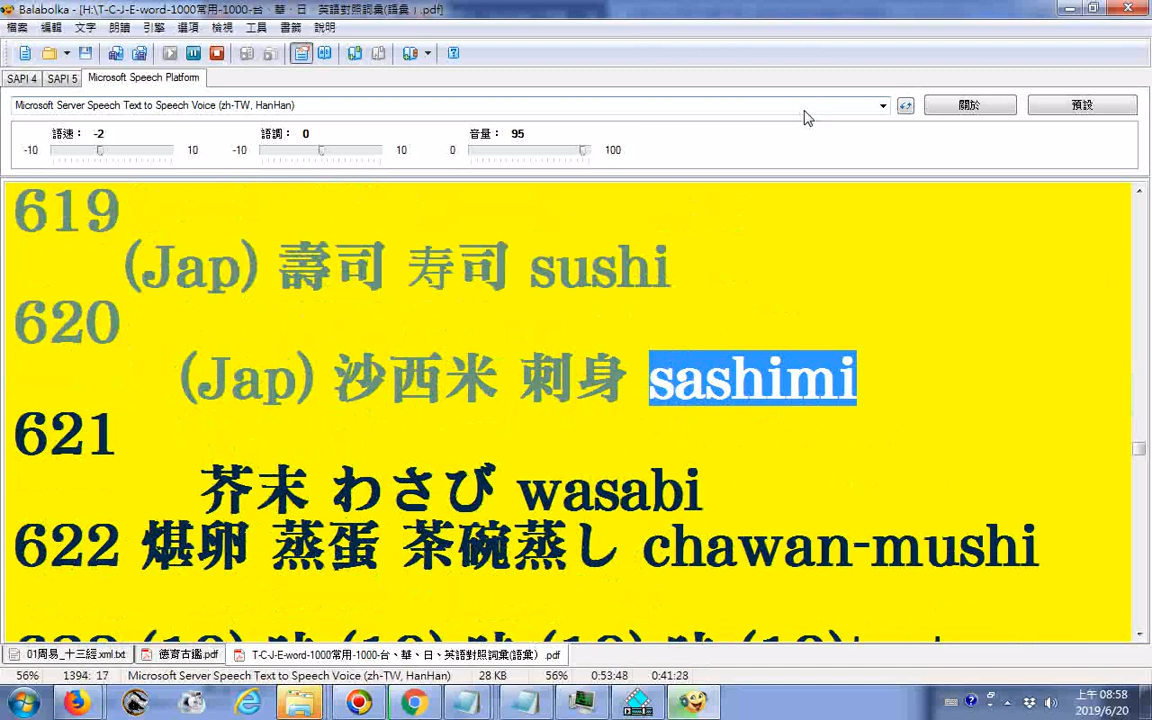 Balabolka - [H:\T-C-J-E-word-1000常用-1000-台、華、日、英語對照詞彙(語彙﹞.pdf]
檔案 編輯 文字 朗讀 引擎 選項 檢視 工具 書籤 說明
SAPI 4 SAPI 5 Microsoft Speech Platform
Microsoft Server Speech Text to Speech Voice (zh-TW, HanHan) 關於 預設
語速： -2 語調： 0 音量： 95
-10 10 -10 10 0 100
619
(Jap) 壽司 寿司 sushi
620
(Jap) 沙西米 刺身 sashimi
621
芥末 わさび wasabi
622 煁卵 蒸蛋 茶碗蒸し chawan-mushi
01周易_十三經.xml.txt 德育古鑑.pdf T-C-J-E-word-1000常用-1000-台、華、日、英語對照詞彙(語彙﹞.pdf
56% 1394: 17 Microsoft Server Speech Text to Speech Voice (zh-TW, HanHan) 28 KB 56% 0:53:48 0:41:28
上午 08:58
2019/6/20